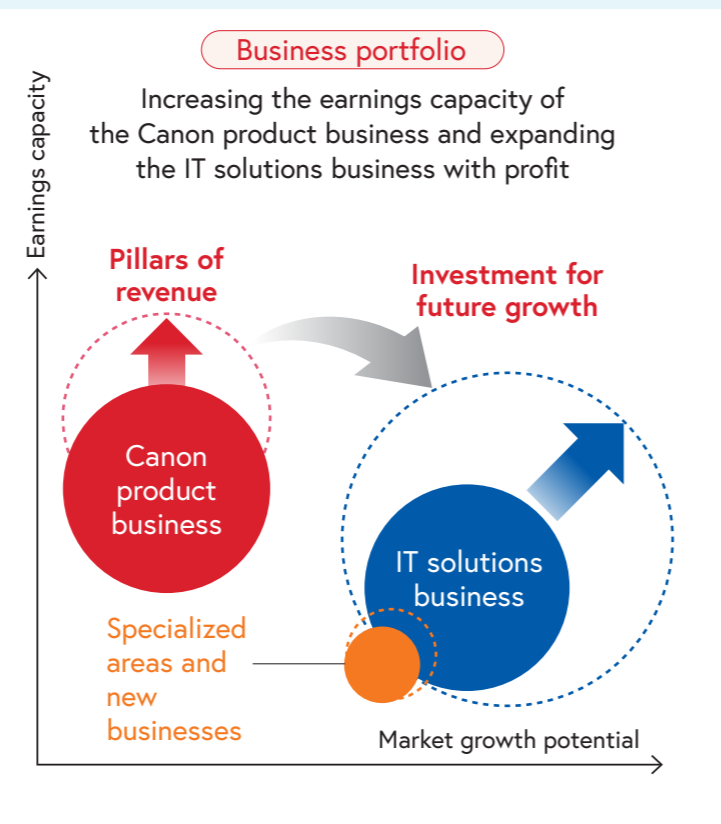 Business portfolio
Increasing the earnings capacity of
the Canon product business and expanding
the IT solutions business with profit
Earnings capacity
Pillars of
revenue
Investment for
future growth
Canon
product
business
IT solutions
business
Specialized
areas and
new
businesses
Market growth potential